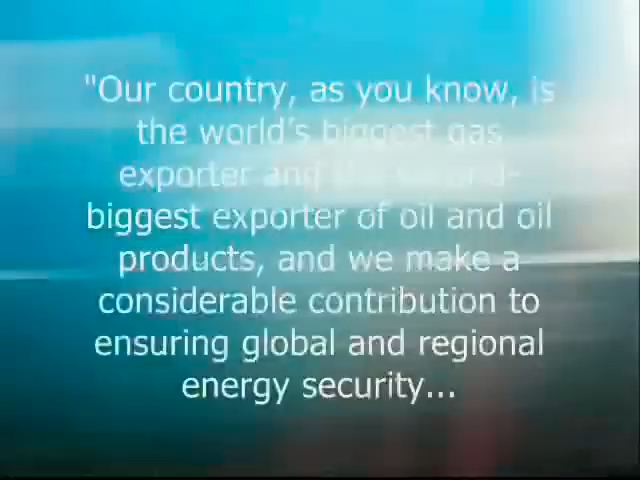 "Our country, as you know, is
the world's biggest gas
exporter and the second-
biggest exporter of oil and oil
products, and we make a
considerable contribution to
ensuring global and regional
energy security...